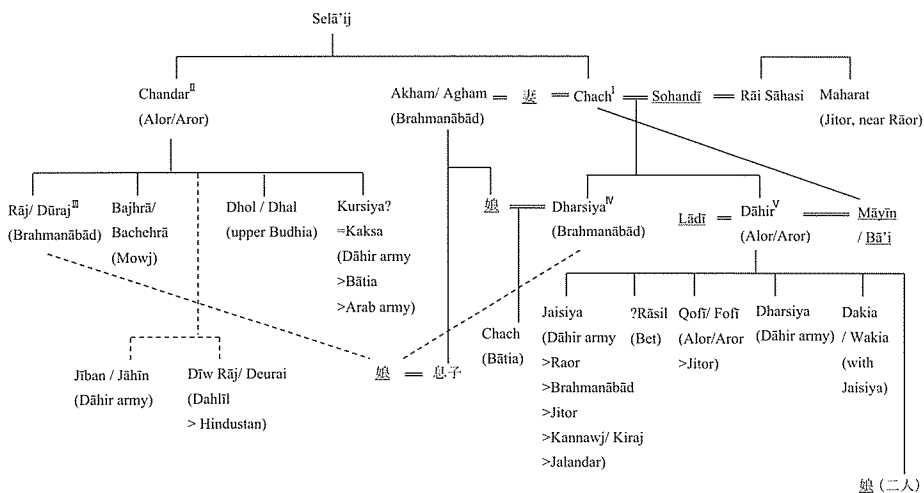 Selā'ij
Chandar II
(Alor/Aror)
Akham/ Agham
(Brahmanābād)
妻
Chach I
Sohandī
Rāi Sāhasi
Maharat
(Jitor, near Rāor)
Rāj/ Dūraj III
(Brahmanābād)
Bajhrā/
Bachehrā
(Mowj)
Dhol / Dhal
(upper Budhia)
Kursiya?
=Kaksa
(Dāhir army
>Bātia
>Arab army)
娘
Dharsiya IV
(Brahmanābād)
Lādī
Dāhir V
(Alor/Aror)
Māyīn
/ Bā'i
Jīban / Jāhīn
(Dāhir army)
Dīw Rāj/ Deurai
(Dahlīl
> Hindustan)
娘
息子
Chach
(Bātia)
Jaisiya
(Dāhir army
>Raor
>Brahmanābād
>Jitor
>Kannawj/ Kiraj
>Jalandar)
?Rāsil
(Bet)
Qofī/ Fofī
(Alor/Aror
>Jitor)
Dharsiya
(Dāhir army)
Dakia
/ Wakia
(with
Jaisiya)
娘 (二人)